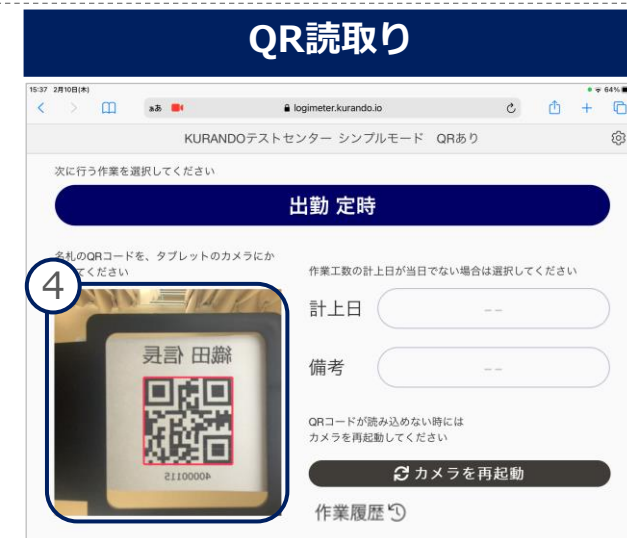 QR読取り
15:37 2月10日(木)
64%
ぁあ
logimeter.kurando.io
KURANDOテストセンター シンプルモード QRあり
次に行う作業を選択してください
出勤 定時
名札のQRコードを、タブレットのカメラにか
てください
4
織田 信長
40000115
作業工数の計上日が当日でない場合は選択してください
計上日
--
備考
--
QRコードが読み込めない時には
カメラを再起動してください
カメラを再起動
作業履歴